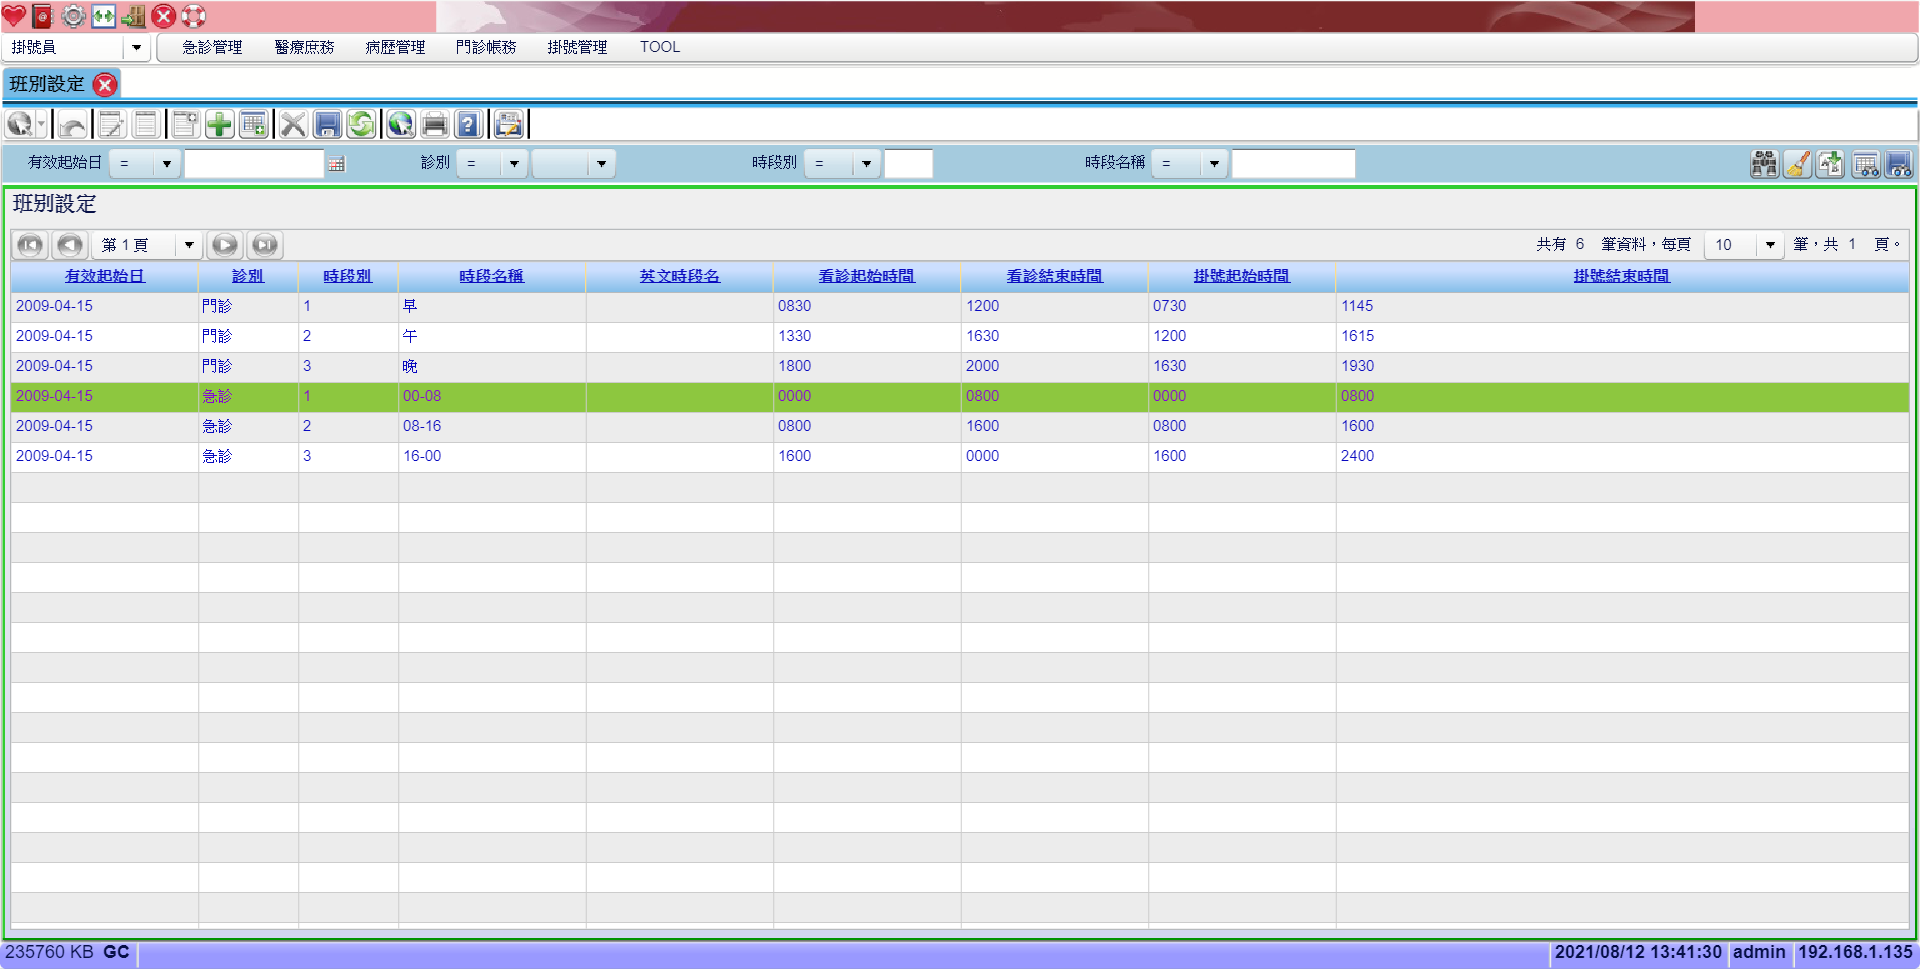 掛號員 急診管理 醫療庶務 病歷管理 門診帳務 掛號管理 TOOL
班別設定
有效起始日 = 診別 = 時段別 = 時段名稱 =
班別設定
第 1 頁 共有 6 筆資料，每頁 10 筆，共 1 頁。
有效起始日 診別 時段別 時段名稱 英文時段名 看診起始時間 看診結束時間 掛號起始時間 掛號結束時間
2009-04-15 門診 1 早 0830 1200 0730 1145
2009-04-15 門診 2 午 1330 1630 1200 1615
2009-04-15 門診 3 晚 1800 2000 1630 1930
2009-04-15 急診 1 00-08 0000 0800 0000 0800
2009-04-15 急診 2 08-16 0800 1600 0800 1600
2009-04-15 急診 3 16-00 1600 0000 1600 2400
235760 KB GC 2021/08/12 13:41:30 admin 192.168.1.135